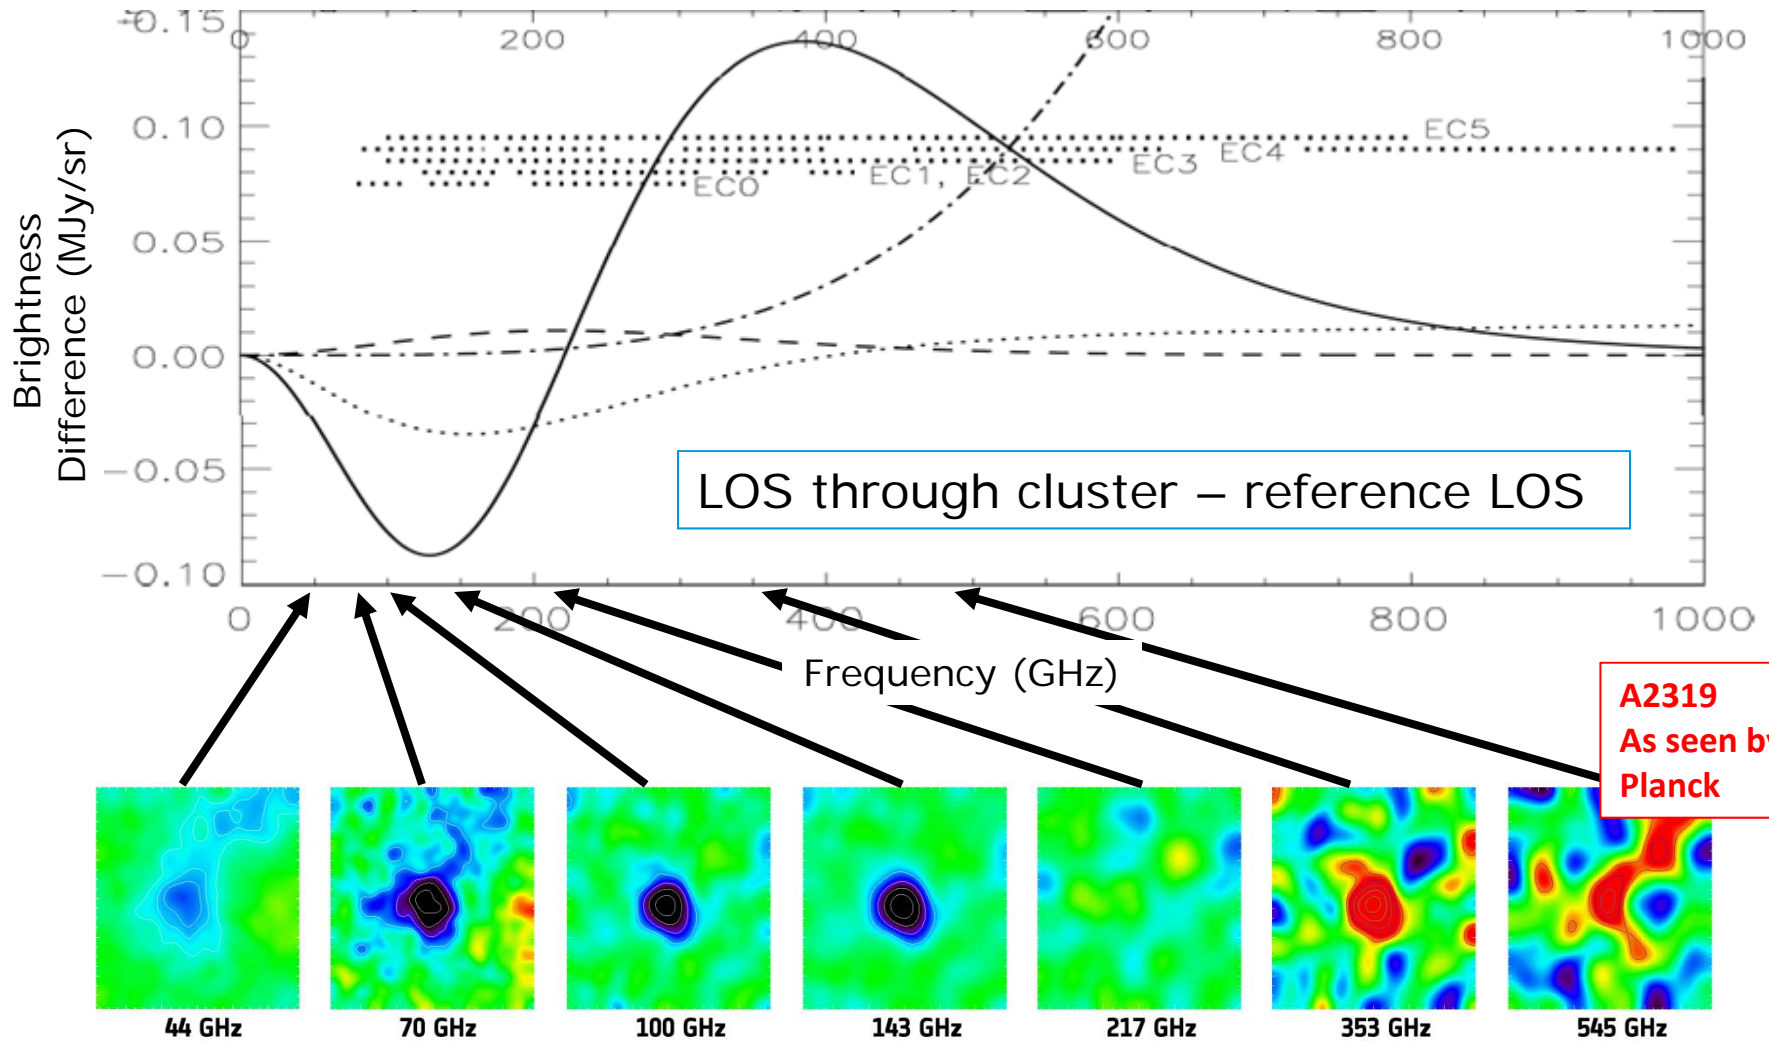 0.15
0 200 400 600 800 1000
0.10
0.05
0.00
−0.05
−0.10
Brightness
Difference (MJy/sr)
EC5
EC4
EC3
EC1, EC2
EC0
LOS through cluster – reference LOS
0 200 400 600 800 1000
Frequency (GHz)
A2319
As seen by
Planck
44 GHz
70 GHz
100 GHz
143 GHz
217 GHz
353 GHz
545 GHz